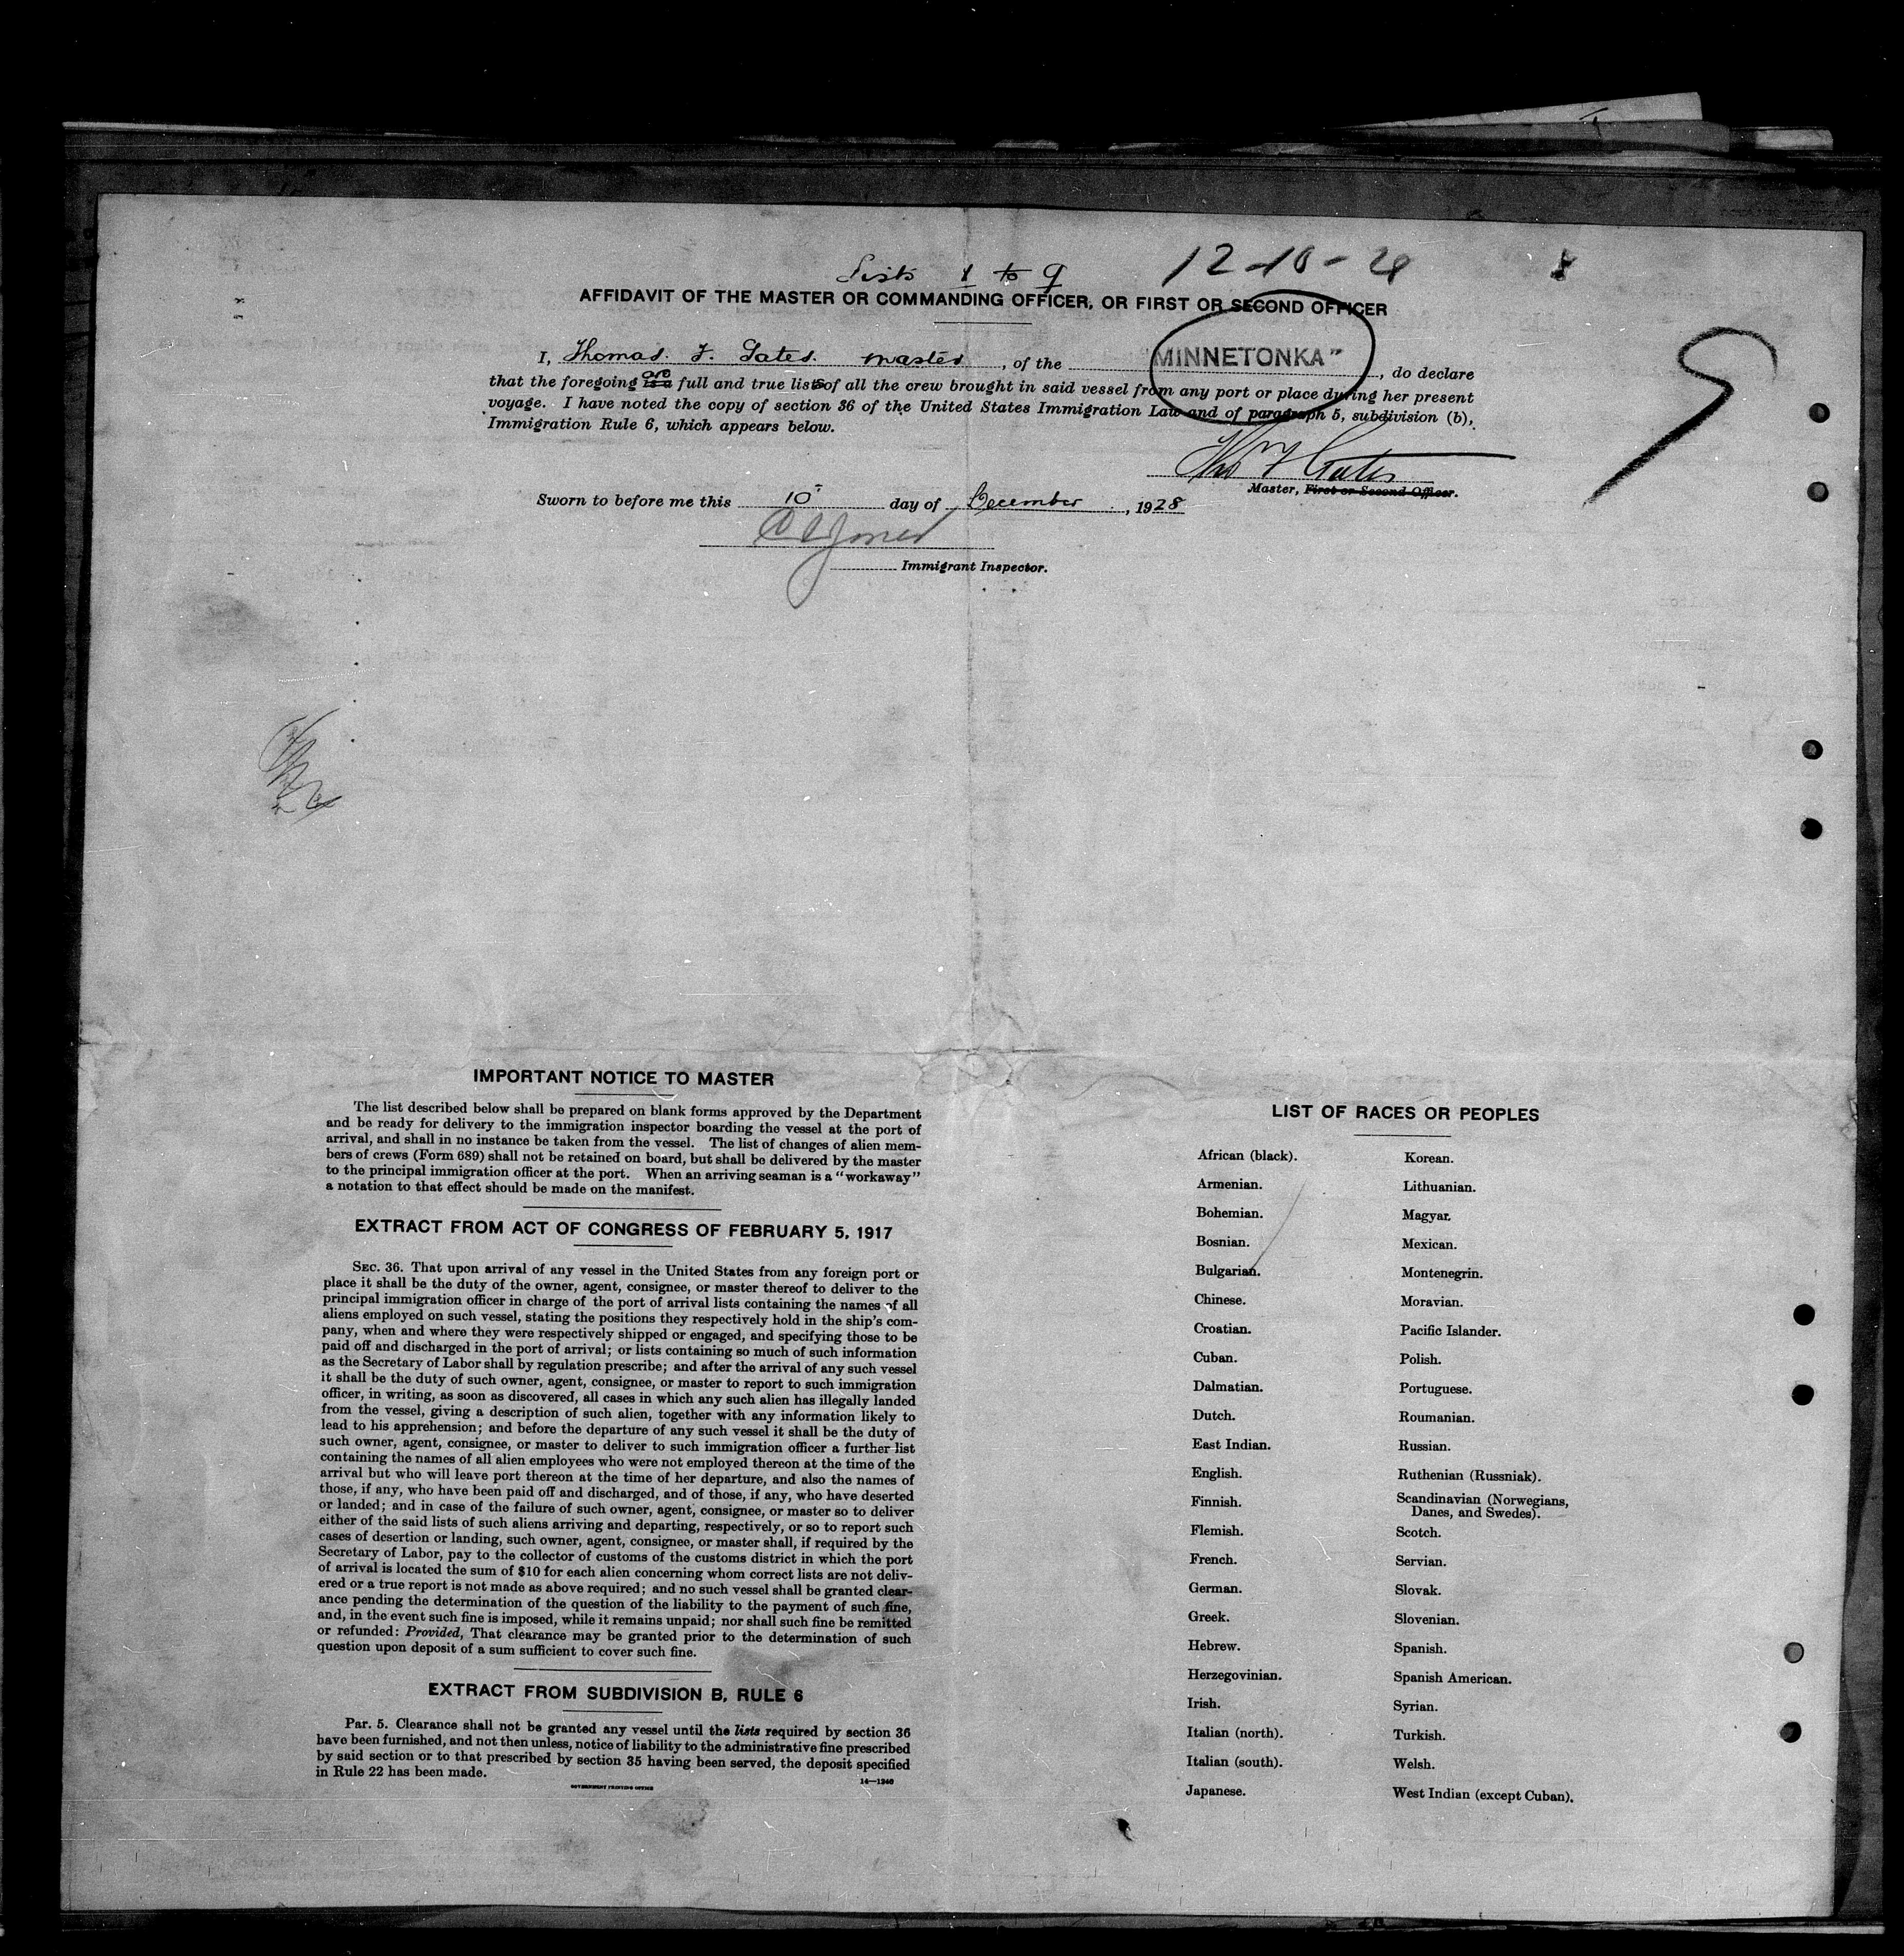 Lists 1 to 9
12-10-28
AFFIDAVIT OF THE MASTER OR COMMANDING OFFICER, OR FIRST OR SECOND OFFICER
I, Thomas. F. Gates. master, of the "MINNETONKA", do declare
that the foregoing is a are full and true lists of all the crew brought in said vessel from any port or place during her present
voyage. I have noted the copy of section 36 of the United States Immigration Law and of paragraph 5, subdivision (b),
Immigration Rule 6, which appears below.
Thos F Gates
Master, First or Second Officer.
Sworn to before me this 10 day of December, 1928
Jones
Immigrant Inspector.
IMPORTANT NOTICE TO MASTER
The list described below shall be prepared on blank forms approved by the Department
and be ready for delivery to the immigration inspector boarding the vessel at the port of
arrival, and shall in no instance be taken from the vessel. The list of changes of alien mem-
bers of crews (Form 689) shall not be retained on board, but shall be delivered by the master
to the principal immigration officer at the port. When an arriving seaman is a "workaway"
a notation to that effect should be made on the manifest.
EXTRACT FROM ACT OF CONGRESS OF FEBRUARY 5, 1917
SEC. 36. That upon arrival of any vessel in the United States from any foreign port or
place it shall be the duty of the owner, agent, consignee, or master thereof to deliver to the
principal immigration officer in charge of the port of arrival lists containing the names of all
aliens employed on such vessel, stating the positions they respectively hold in the ship's com-
pany, when and where they were respectively shipped or engaged, and specifying those to be
paid off and discharged in the port of arrival; or lists containing so much of such information
as the Secretary of Labor shall by regulation prescribe; and after the arrival of any such vessel
it shall be the duty of such owner, agent, consignee, or master to report to such immigration
officer, in writing, as soon as discovered, all cases in which any such alien has illegally landed
from the vessel, giving a description of such alien, together with any information likely to
lead to his apprehension; and before the departure of any such vessel it shall be the duty of
such owner, agent, consignee, or master to deliver to such immigration officer a further list
containing the names of all alien employees who were not employed thereon at the time of the
arrival but who will leave port thereon at the time of her departure, and also the names of
those, if any, who have been paid off and discharged, and of those, if any, who have deserted
or landed; and in case of the failure of such owner, agent, consignee, or master so to deliver
either of the said lists of such aliens arriving and departing, respectively, or so to report such
cases of desertion or landing, such owner, agent, consignee, or master shall, if required by the
Secretary of Labor, pay to the collector of customs of the customs district in which the port
of arrival is located the sum of $10 for each alien concerning whom correct lists are not deliv-
ered or a true report is not made as above required; and no such vessel shall be granted clear-
ance pending the determination of the question of the liability to the payment of such fine,
and, in the event such fine is imposed, while it remains unpaid; nor shall such fine be remitted
or refunded: Provided, That clearance may be granted prior to the determination of such
question upon deposit of a sum sufficient to cover such fine.
EXTRACT FROM SUBDIVISION B, RULE 6
Par. 5. Clearance shall not be granted any vessel until the lists required by section 36
have been furnished, and not then unless, notice of liability to the administrative fine prescribed
by said section or to that prescribed by section 35 having been served, the deposit specified
in Rule 22 has been made.
14—1240
GOVERNMENT PRINTING OFFICE
LIST OF RACES OR PEOPLES
African (black).
Armenian.
Bohemian.
Bosnian.
Bulgarian.
Chinese.
Croatian.
Cuban.
Dalmatian.
Dutch.
East Indian.
English.
Finnish.
Flemish.
French.
German.
Greek.
Hebrew.
Herzegovinian.
Irish.
Italian (north).
Italian (south).
Japanese.
Korean.
Lithuanian.
Magyar.
Mexican.
Montenegrin.
Moravian.
Pacific Islander.
Polish.
Portuguese.
Roumanian.
Russian.
Ruthenian (Russniak).
Scandinavian (Norwegians,
Danes, and Swedes).
Scotch.
Servian.
Slovak.
Slovenian.
Spanish.
Spanish American.
Syrian.
Turkish.
Welsh.
West Indian (except Cuban).